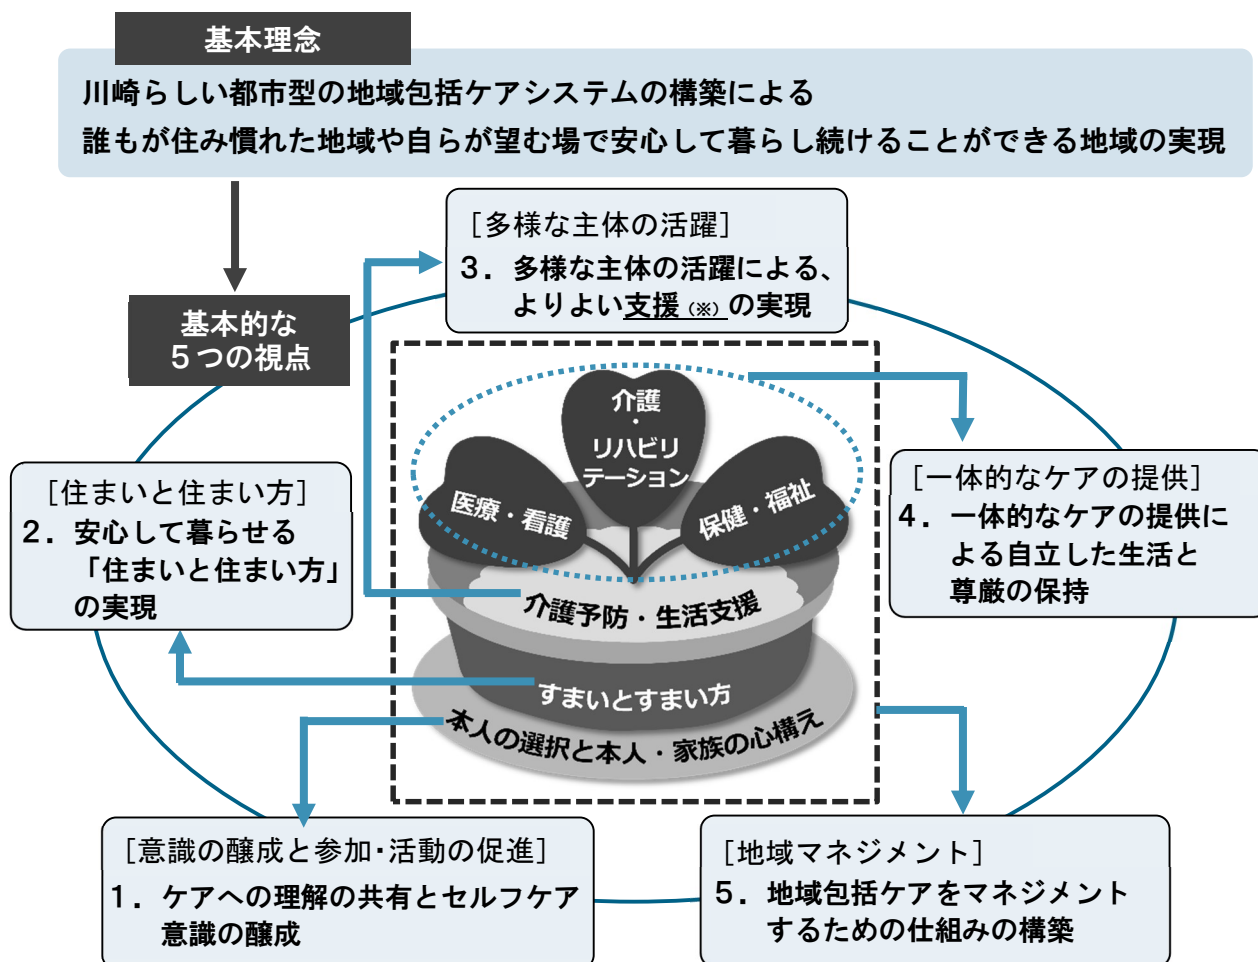 基本理念
川崎らしい都市型の地域包括ケアシステムの構築による
誰もが住み慣れた地域や自らが望む場で安心して暮らし続けることができる地域の実現
基本的な
５つの視点
［多様な主体の活躍］
３．多様な主体の活躍による、
よりよい支援（※）の実現
［住まいと住まい方］
２．安心して暮らせる
「住まいと住まい方」
の実現
介護
・
リハビリ
テーション
医療・看護
保健・福祉
介護予防・生活支援
すまいとすまい方
本人の選択と本人・家族の心構え
［一体的なケアの提供］
４．一体的なケアの提供に
よる自立した生活と
尊厳の保持
［意識の醸成と参加・活動の促進］
１．ケアへの理解の共有とセルフケア
意識の醸成
［地域マネジメント］
５．地域包括ケアをマネジメント
するための仕組みの構築